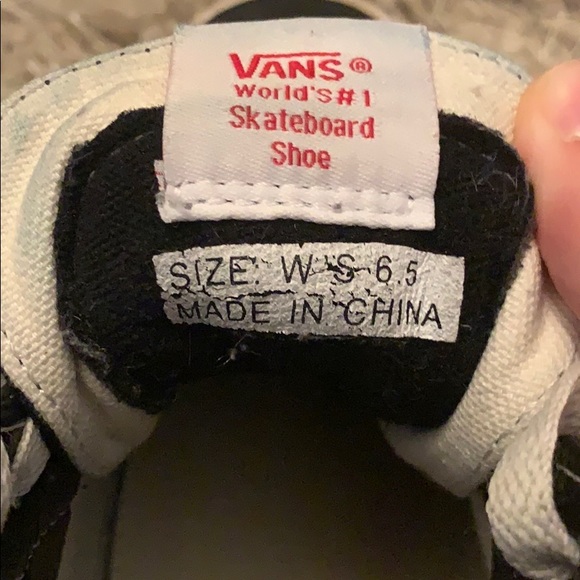 VANS®
World's#1
Skateboard
Shoe
SIZE: W'S 6.5
MADE IN CHINA